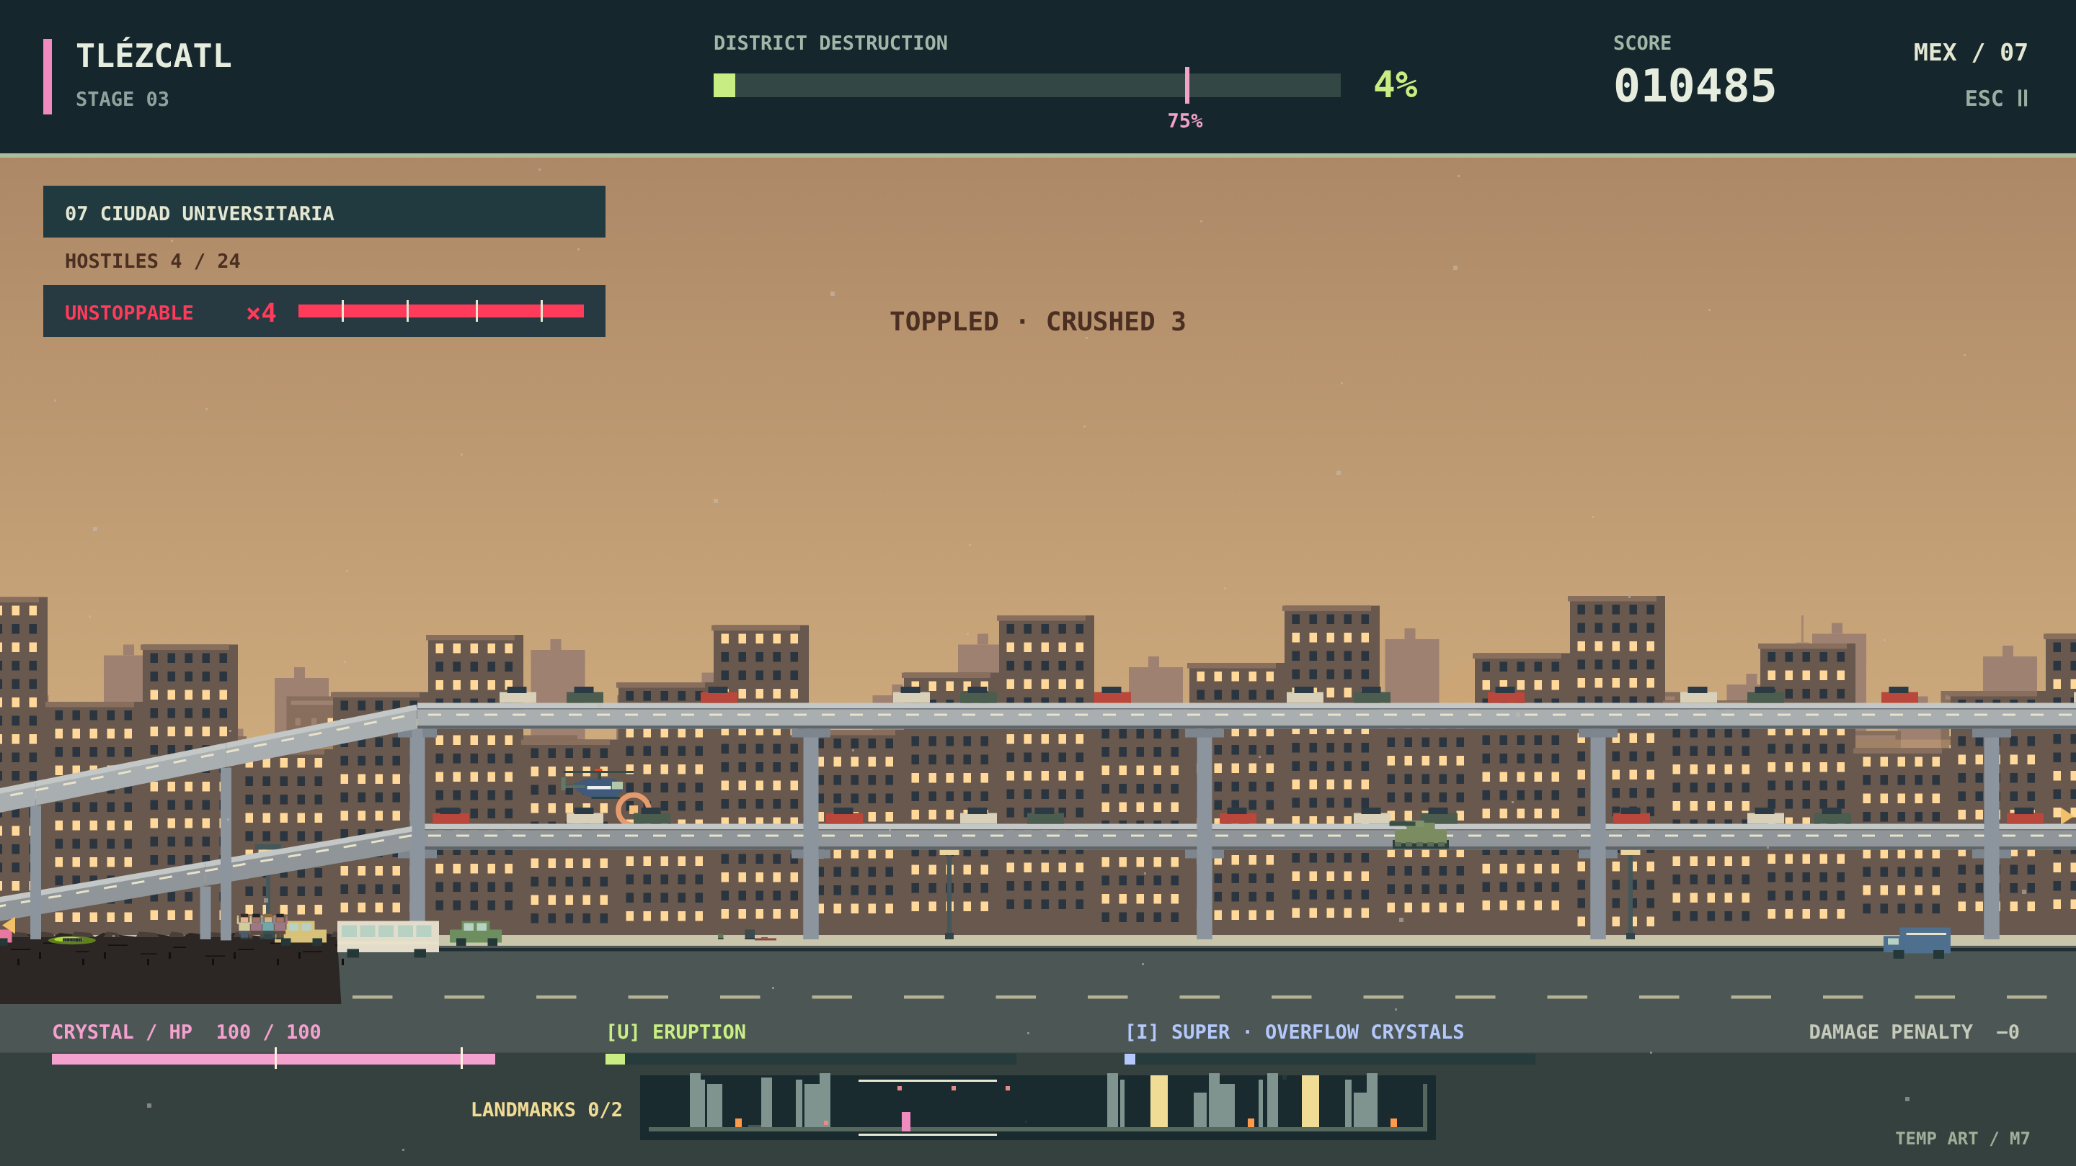 TLÉZCATL
STAGE 03
DISTRICT DESTRUCTION
4%
75%
SCORE
010485
MEX / 07
ESC II
07 CIUDAD UNIVERSITARIA
HOSTILES 4 / 24
UNSTOPPABLE ×4
TOPPLED · CRUSHED 3
CRYSTAL / HP 100 / 100
[U] ERUPTION
[I] SUPER · OVERFLOW CRYSTALS
DAMAGE PENALTY −0
LANDMARKS 0/2
TEMP ART / M7